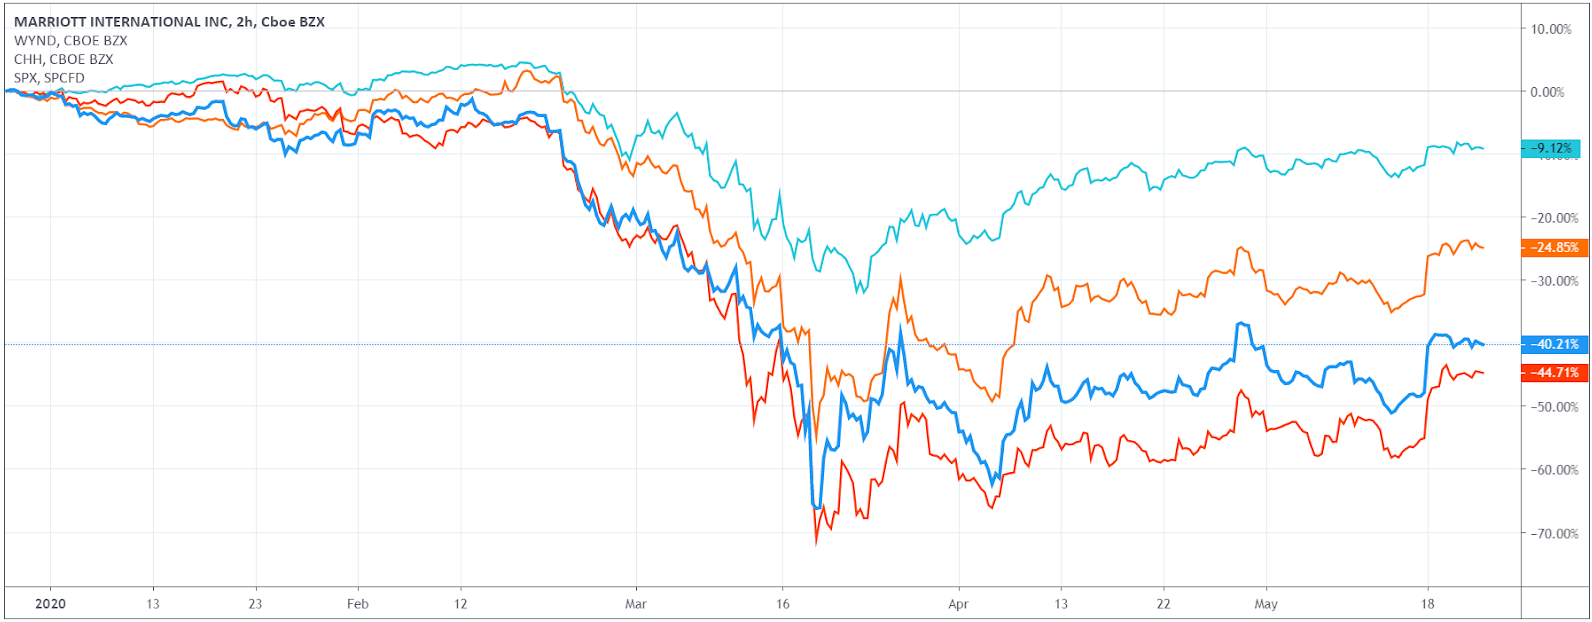 MARRIOTT INTERNATIONAL INC, 2h, Cboe BZX
WYND, CBOE BZX
CHH, CBOE BZX
SPX, SPCFD
10.00%
0.00%
−9.12%
−20.00%
−24.85%
−30.00%
−40.21%
−44.71%
−50.00%
−60.00%
−70.00%
2020 13 23 Feb 12 Mar 16 Apr 13 22 May 18